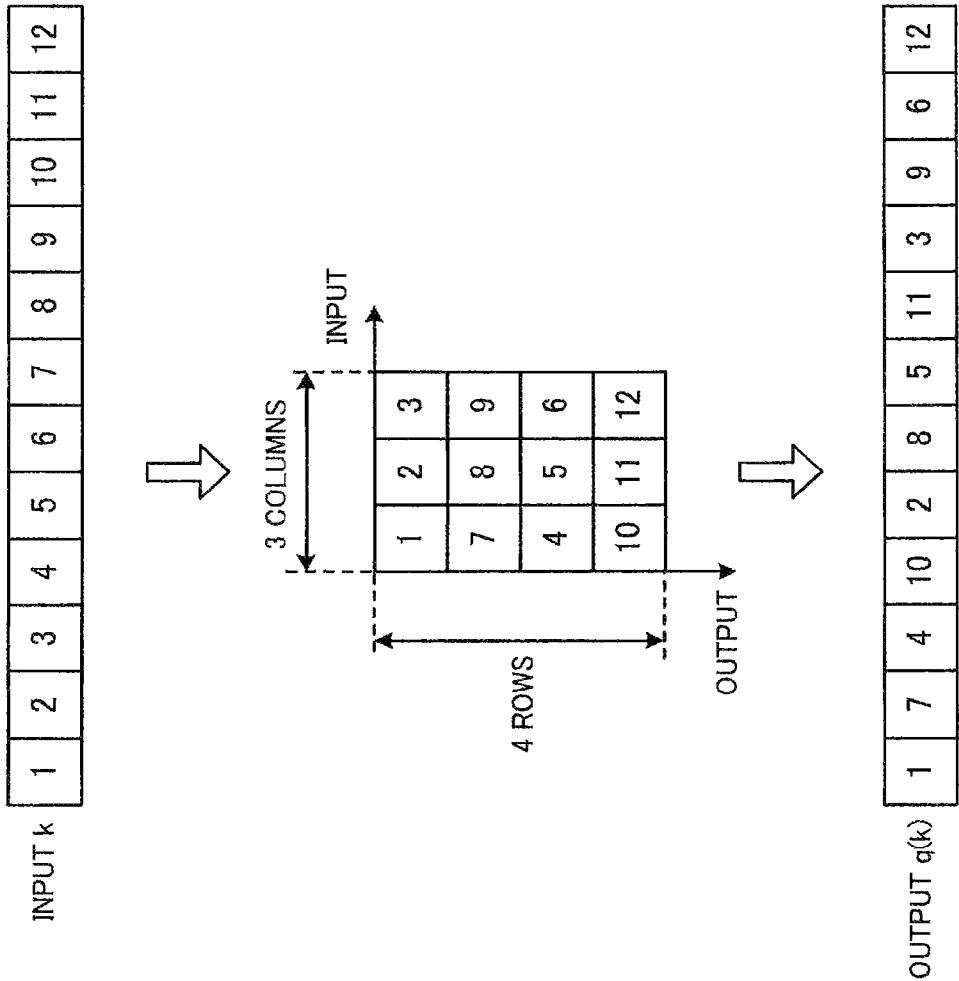 INPUT k 1 2 3 4 5 6 7 8 9 10 11 12
3 COLUMNS
INPUT
4 ROWS
1 2 3
7 8 9
4 5 6
10 11 12
OUTPUT
OUTPUT q(k) 1 7 4 10 2 8 5 11 3 9 6 12